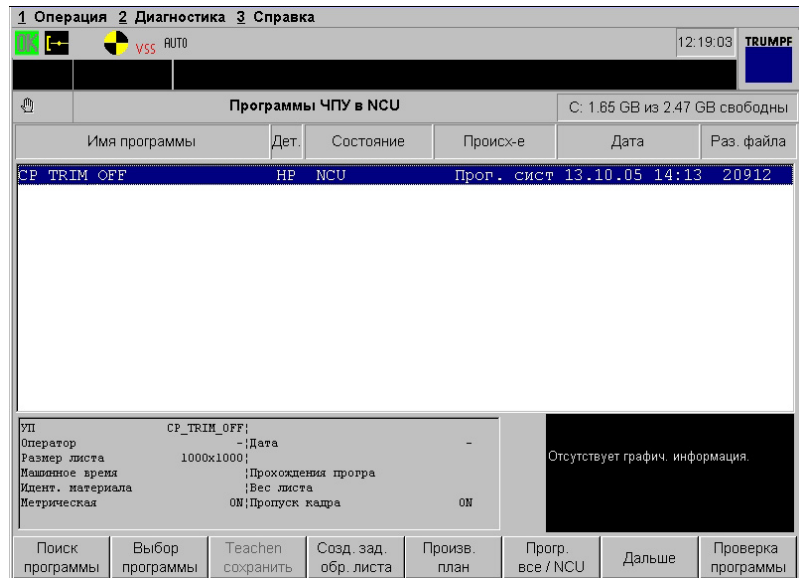 1 Операция 2 Диагностика 3 Справка
OK VSS AUTO 12:19:03 TRUMPF
Программы ЧПУ в NCU C: 1.65 GB из 2.47 GB свободны
Имя программы Дет. Состояние Происх-е Дата Раз. файла
CP TRIM OFF HP NCU Прог. сист 13.10.05 14:13 20912
УП CP_TRIM_OFF¦
Оператор -¦Дата -
Размер листа 1000x1000¦
Машинное время ¦Прохождения програ
Идент. материала ¦Вес листа
Метрическая ON¦Пропуск кадра ON
Отсутствует графич. информация.
Поиск программы
Выбор программы
Teachen сохранить
Созд. зад. обр. листа
Произв. план
Прогр. все / NCU
Дальше
Проверка программы